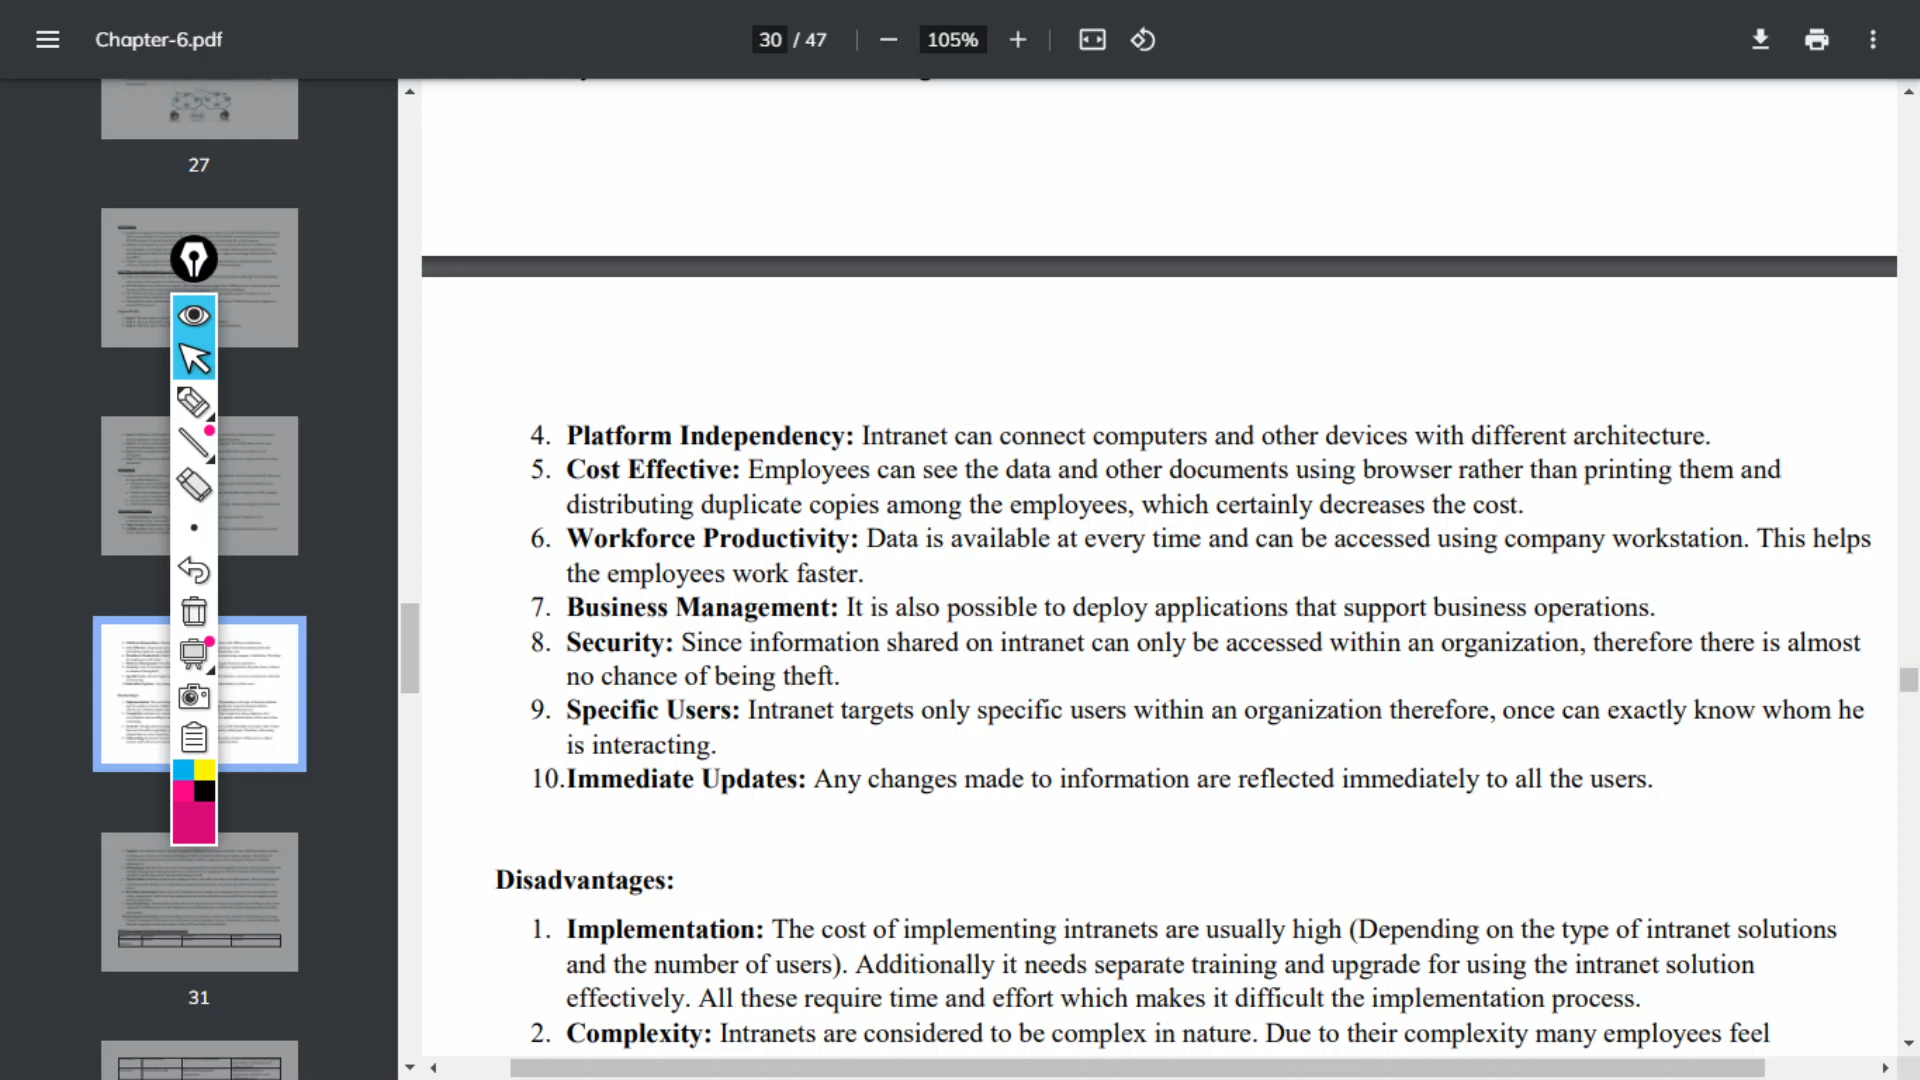 Chapter-6.pdf
30 / 47
105%
27
31
4. Platform Independency: Intranet can connect computers and other devices with different architecture.
5. Cost Effective: Employees can see the data and other documents using browser rather than printing them and
distributing duplicate copies among the employees, which certainly decreases the cost.
6. Workforce Productivity: Data is available at every time and can be accessed using company workstation. This helps
the employees work faster.
7. Business Management: It is also possible to deploy applications that support business operations.
8. Security: Since information shared on intranet can only be accessed within an organization, therefore there is almost
no chance of being theft.
9. Specific Users: Intranet targets only specific users within an organization therefore, once can exactly know whom he
is interacting.
10.Immediate Updates: Any changes made to information are reflected immediately to all the users.
Disadvantages:
1. Implementation: The cost of implementing intranets are usually high (Depending on the type of intranet solutions
and the number of users). Additionally it needs separate training and upgrade for using the intranet solution
effectively. All these require time and effort which makes it difficult the implementation process.
2. Complexity: Intranets are considered to be complex in nature. Due to their complexity many employees feel